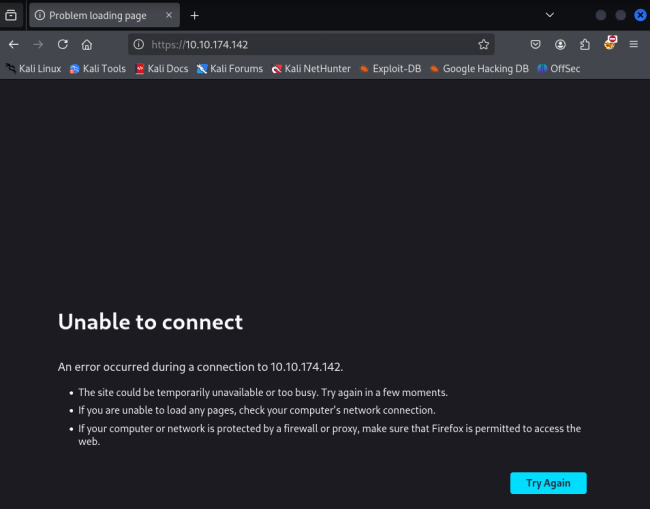 Problem loading page
https://10.10.174.142
Kali Linux Kali Tools Kali Docs Kali Forums Kali NetHunter Exploit-DB Google Hacking DB OffSec
Unable to connect
An error occurred during a connection to 10.10.174.142.
• The site could be temporarily unavailable or too busy. Try again in a few moments.
• If you are unable to load any pages, check your computer's network connection.
• If your computer or network is protected by a firewall or proxy, make sure that Firefox is permitted to access the
web.
Try Again